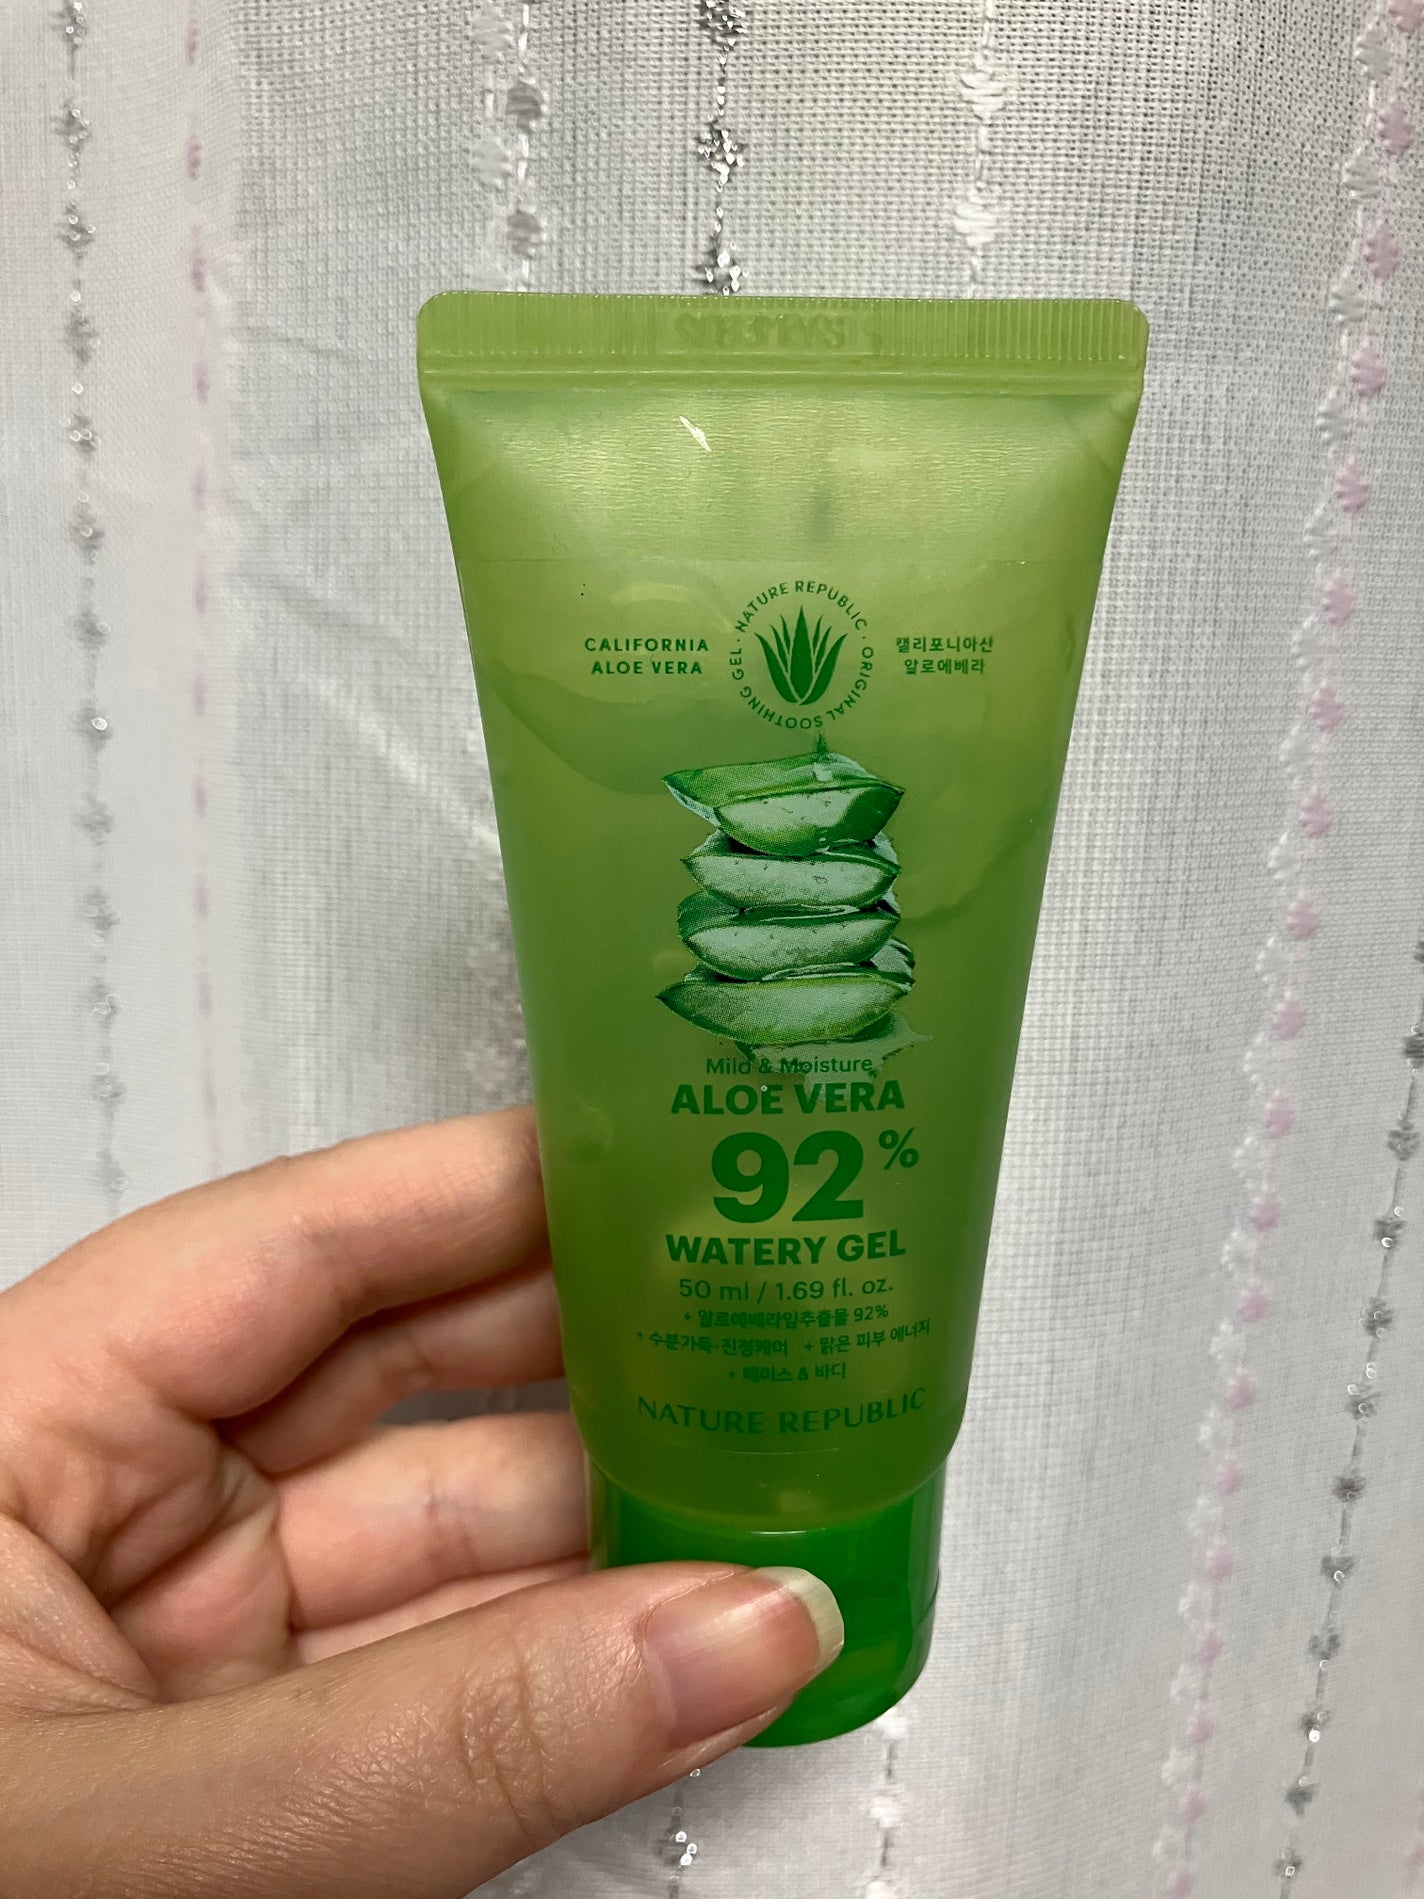 · NATURE REPUBLIC · ORIGINAL SOOTHING GEL
CALIFORNIA
ALOE VERA
캘리포니아산
알로에베라
Mild & Moisture
ALOE VERA
92%
WATERY GEL
50 ml / 1.69 fl. oz.
+ 알로에베라잎추출물 92%
+ 수분가득·진정케어 + 맑은 피부 에너지
+ 페이스 & 바디
NATURE REPUBLIC